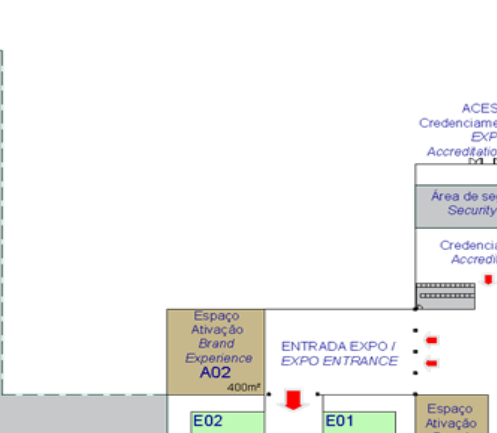 ACES
Credenciame
EXP
Accreditatio
Área de se
Security
Credencia
Accredi
Espaço
Ativação
Brand
Experience
A02
400m²
ENTRADA EXPO /
EXPO ENTRANCE
E02
E01
Espaço
Ativação